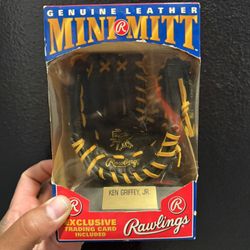 GENUINE LEATHER
MINI R MITT
Rawlings
KEN GRIFFEY, JR.
R
EXCLUSIVE
TRADING CARD
INCLUDED
R
Rawlings